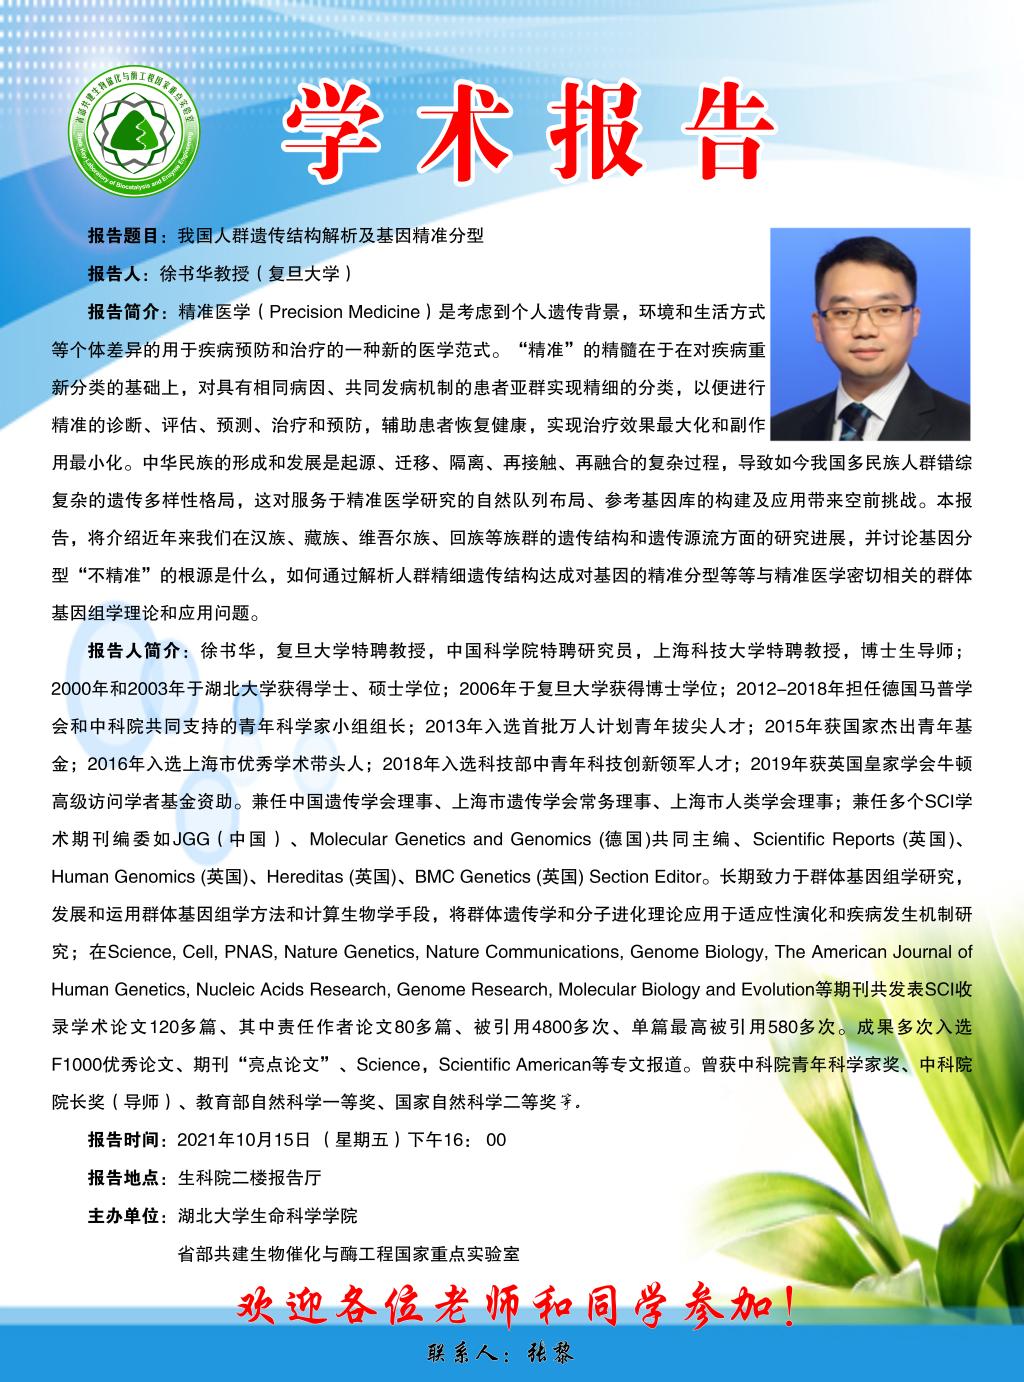 省部共建生物催化与酶工程国家重点实验室
State Key Laboratory of Biocatalysis and Enzyme Engineering
学术报告
报告题目：我国人群遗传结构解析及基因精准分型
报告人：徐书华教授（复旦大学）
报告简介：精准医学（Precision Medicine）是考虑到个人遗传背景，环境和生活方式
等个体差异的用于疾病预防和治疗的一种新的医学范式。“精准”的精髓在于在对疾病重
新分类的基础上，对具有相同病因、共同发病机制的患者亚群实现精细的分类，以便进行
精准的诊断、评估、预测、治疗和预防，辅助患者恢复健康，实现治疗效果最大化和副作
用最小化。中华民族的形成和发展是起源、迁移、隔离、再接触、再融合的复杂过程，导致如今我国多民族人群错综
复杂的遗传多样性格局，这对服务于精准医学研究的自然队列布局、参考基因库的构建及应用带来空前挑战。本报
告，将介绍近年来我们在汉族、藏族、维吾尔族、回族等族群的遗传结构和遗传源流方面的研究进展，并讨论基因分
型“不精准”的根源是什么，如何通过解析人群精细遗传结构达成对基因的精准分型等等与精准医学密切相关的群体
基因组学理论和应用问题。
报告人简介：徐书华，复旦大学特聘教授，中国科学院特聘研究员，上海科技大学特聘教授，博士生导师；
2000年和2003年于湖北大学获得学士、硕士学位；2006年于复旦大学获得博士学位；2012-2018年担任德国马普学
会和中科院共同支持的青年科学家小组组长；2013年入选首批万人计划青年拔尖人才；2015年获国家杰出青年基
金；2016年入选上海市优秀学术带头人；2018年入选科技部中青年科技创新领军人才；2019年获英国皇家学会牛顿
高级访问学者基金资助。兼任中国遗传学会理事、上海市遗传学会常务理事、上海市人类学会理事；兼任多个SCI学
术期刊编委如JGG（中国）、Molecular Genetics and Genomics (德国)共同主编、Scientific Reports (英国)、
Human Genomics (英国)、Hereditas (英国)、BMC Genetics (英国) Section Editor。长期致力于群体基因组学研究，
发展和运用群体基因组学方法和计算生物学手段，将群体遗传学和分子进化理论应用于适应性演化和疾病发生机制研
究；在Science, Cell, PNAS, Nature Genetics, Nature Communications, Genome Biology, The American Journal of
Human Genetics, Nucleic Acids Research, Genome Research, Molecular Biology and Evolution等期刊共发表SCI收
录学术论文120多篇、其中责任作者论文80多篇、被引用4800多次、单篇最高被引用580多次。成果多次入选
F1000优秀论文、期刊“亮点论文”、Science，Scientific American等专文报道。曾获中科院青年科学家奖、中科院
院长奖（导师）、教育部自然科学一等奖、国家自然科学二等奖等。
报告时间：2021年10月15日（星期五）下午16：00
报告地点：生科院二楼报告厅
主办单位：湖北大学生命科学学院
省部共建生物催化与酶工程国家重点实验室
欢迎各位老师和同学参加！
联系人：张黎